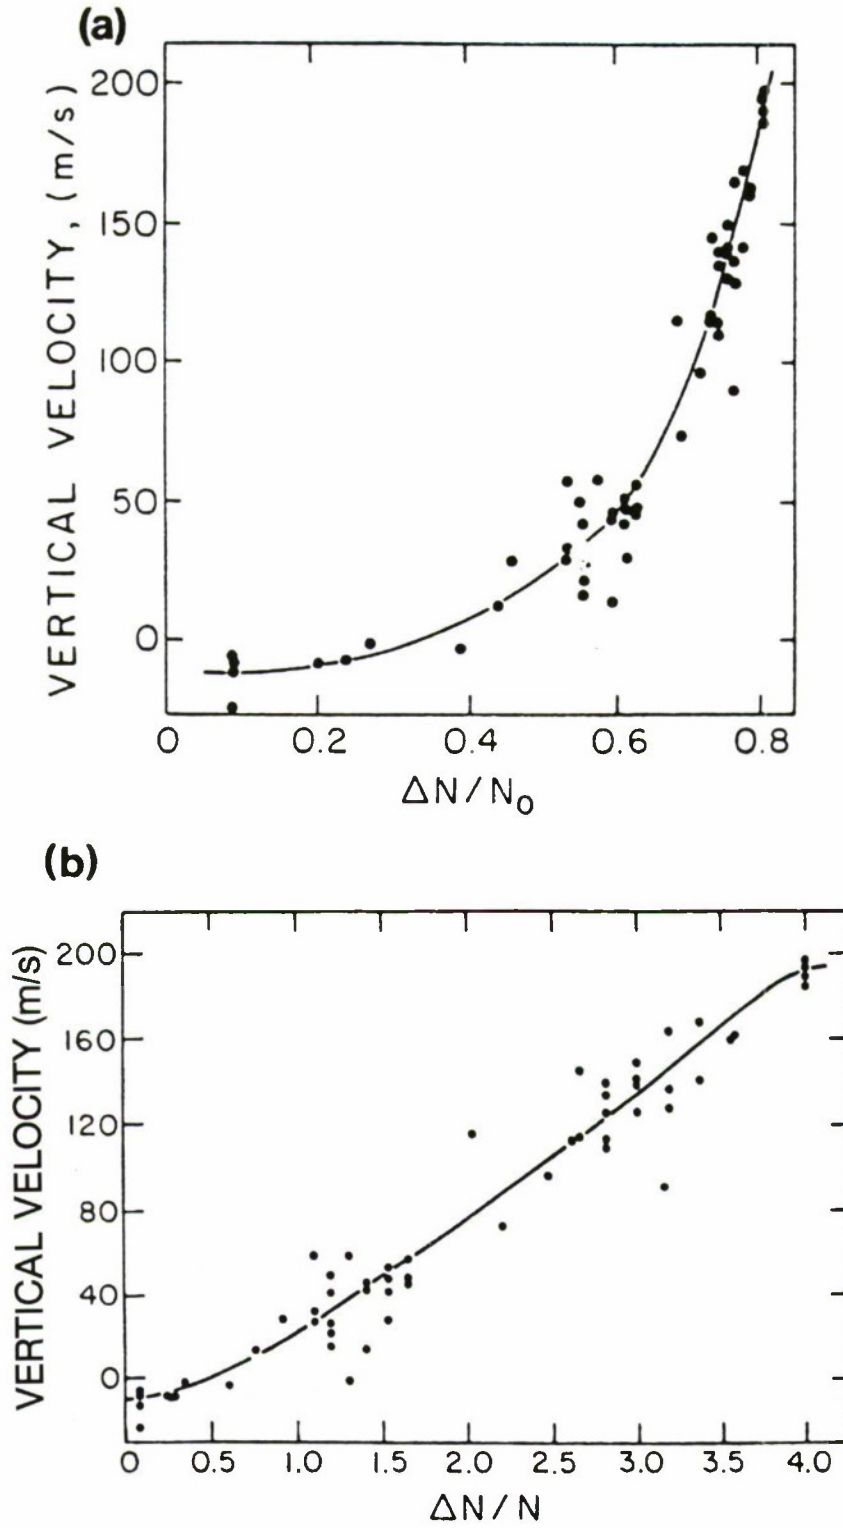 (a)
VERTICAL VELOCITY, (m/s)
200
150
100
50
0
0 0.2 0.4 0.6 0.8
ΔN/N₀
(b)
VERTICAL VELOCITY (m/s)
200
160
120
80
40
0
0 0.5 1.0 1.5 2.0 2.5 3.0 3.5 4.0
ΔN/N